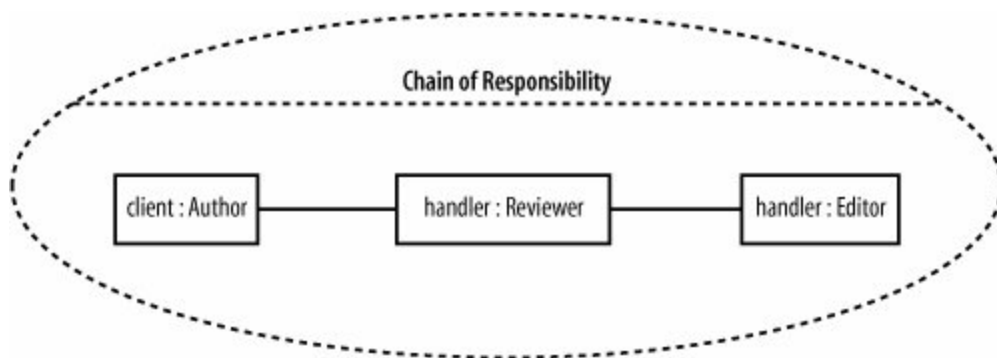 Chain of Responsibility
client : Author
handler : Reviewer
handler : Editor